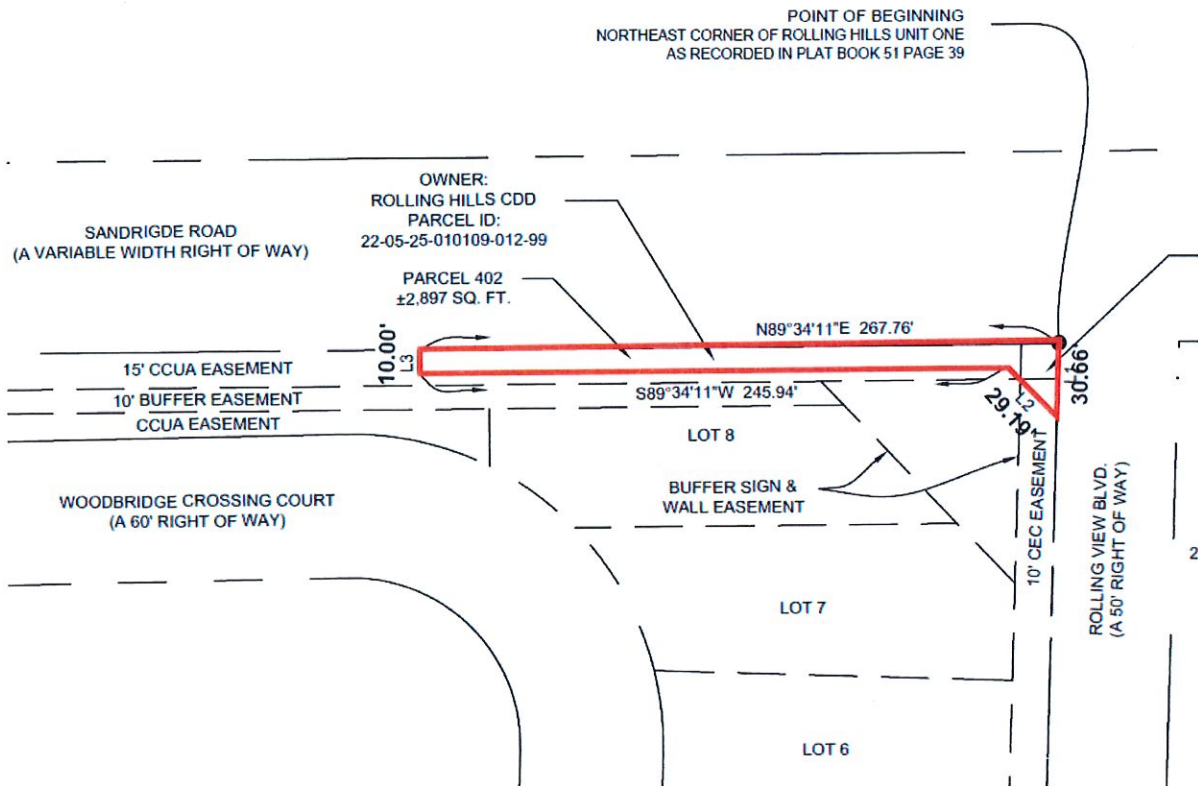 POINT OF BEGINNING
NORTHEAST CORNER OF ROLLING HILLS UNIT ONE
AS RECORDED IN PLAT BOOK 51 PAGE 39
OWNER:
ROLLING HILLS CDD
PARCEL ID:
22-05-25-010109-012-99
SANDRIGDE ROAD
(A VARIABLE WIDTH RIGHT OF WAY)
PARCEL 402
±2,897 SQ. FT.
N89°34'11"E 267.76'
10.00'
L3
30.66'
15' CCUA EASEMENT
10' BUFFER EASEMENT
CCUA EASEMENT
S89°34'11"W 245.94'
L2
29.19'
LOT 8
BUFFER SIGN &
WALL EASEMENT
WOODBRIDGE CROSSING COURT
(A 60' RIGHT OF WAY)
10' CEC EASEMENT
ROLLING VIEW BLVD.
(A 50' RIGHT OF WAY)
2
LOT 7
LOT 6